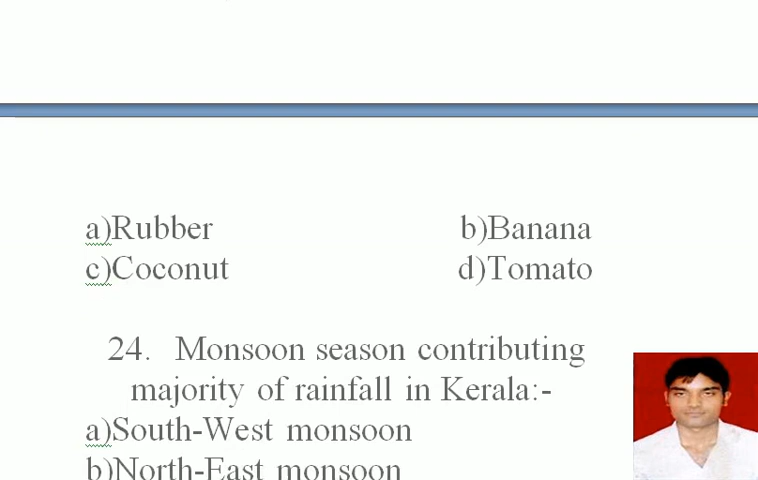 a)Rubber b)Banana
c)Coconut d)Tomato
24. Monsoon season contributing
majority of rainfall in Kerala:-
a)South-West monsoon
b)North-East monsoon